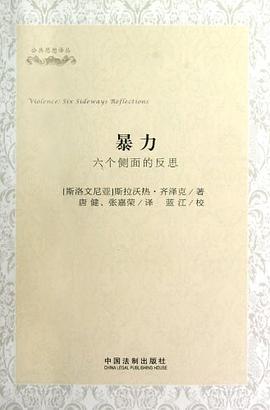 公共思想译丛
Violence: Six Sideways Reflections
暴力
六个侧面的反思
[斯洛文尼亚]斯拉沃热·齐泽克/著
唐健、张嘉荣/译 蓝江/校
中国法制出版社
CHINA LEGAL PUBLISHING HOUSE